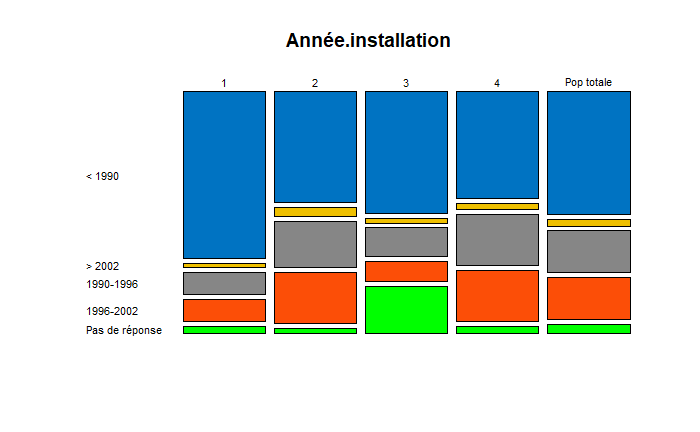 Année.installation
1 2 3 4 Pop totale
< 1990
> 2002
1990-1996
1996-2002
Pas de réponse